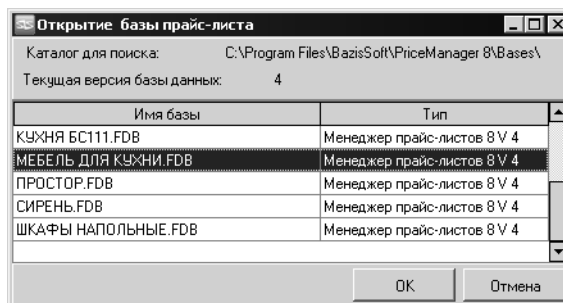 Открытие базы прайс-листа
Каталог для поиска: C:\Program Files\BazisSoft\PriceManager 8\Bases\
Текущая версия базы данных: 4
Имя базы Тип
КУХНЯ БС111.FDB Менеджер прайс-листов 8 V 4
МЕБЕЛЬ ДЛЯ КУХНИ.FDB Менеджер прайс-листов 8 V 4
ПРОСТОР.FDB Менеджер прайс-листов 8 V 4
СИРЕНЬ.FDB Менеджер прайс-листов 8 V 4
ШКАФЫ НАПОЛЬНЫЕ.FDB Менеджер прайс-листов 8 V 4
OK Отмена